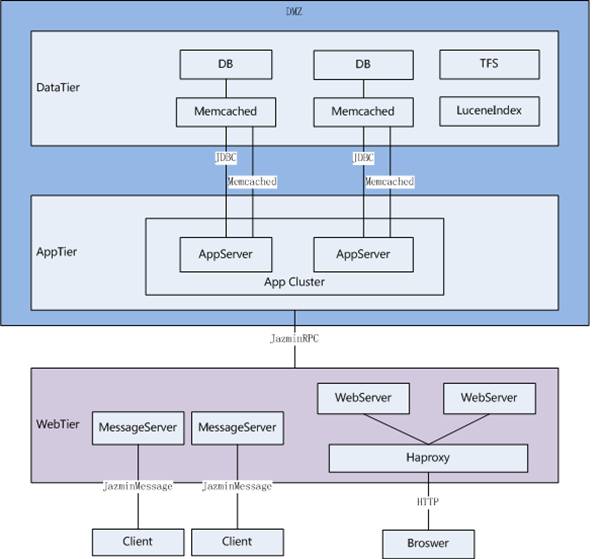 DMZ
DB
DB
TFS
DataTier
Memcached
Memcached
LuceneIndex
JDBC
JDBC
Memcached
Memcached
AppTier
AppServer
AppServer
App Cluster
JazminRPC
WebServer
WebServer
WebTier
MessageServer
MessageServer
Haproxy
JazminMessage
JazminMessage
HTTP
Client
Client
Broswer